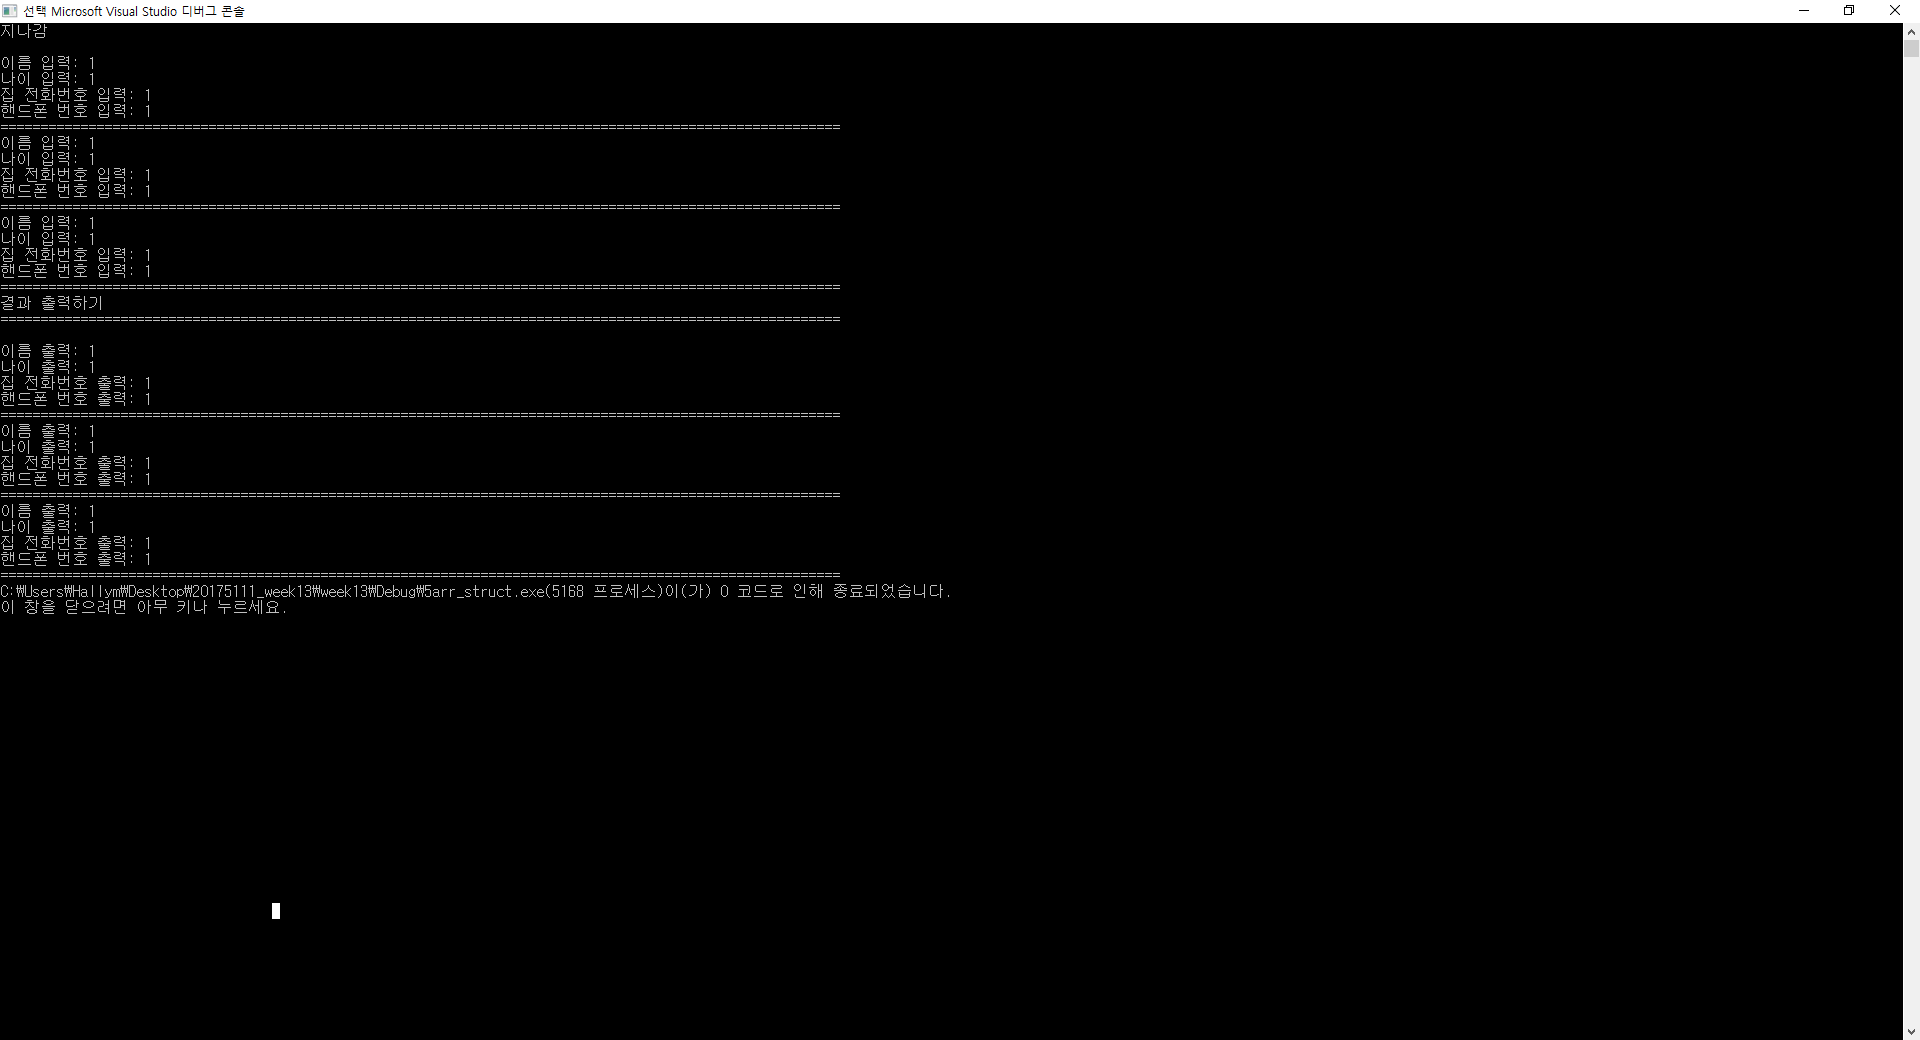 선택 Microsoft Visual Studio 디버그 콘솔
지나감
이름 입력: 1
나이 입력: 1
집 전화번호 입력: 1
핸드폰 번호 입력: 1
=========================================================================================================
이름 입력: 1
나이 입력: 1
집 전화번호 입력: 1
핸드폰 번호 입력: 1
=========================================================================================================
이름 입력: 1
나이 입력: 1
집 전화번호 입력: 1
핸드폰 번호 입력: 1
=========================================================================================================
결과 출력하기
=========================================================================================================
이름 출력: 1
나이 출력: 1
집 전화번호 출력: 1
핸드폰 번호 출력: 1
=========================================================================================================
이름 출력: 1
나이 출력: 1
집 전화번호 출력: 1
핸드폰 번호 출력: 1
=========================================================================================================
이름 출력: 1
나이 출력: 1
집 전화번호 출력: 1
핸드폰 번호 출력: 1
=========================================================================================================
C:₩Users₩Hallym₩Desktop₩20175111_week13₩week13₩Debug₩5arr_struct.exe(5168 프로세스)이(가) 0 코드로 인해 종료되었습니다.
이 창을 닫으려면 아무 키나 누르세요.